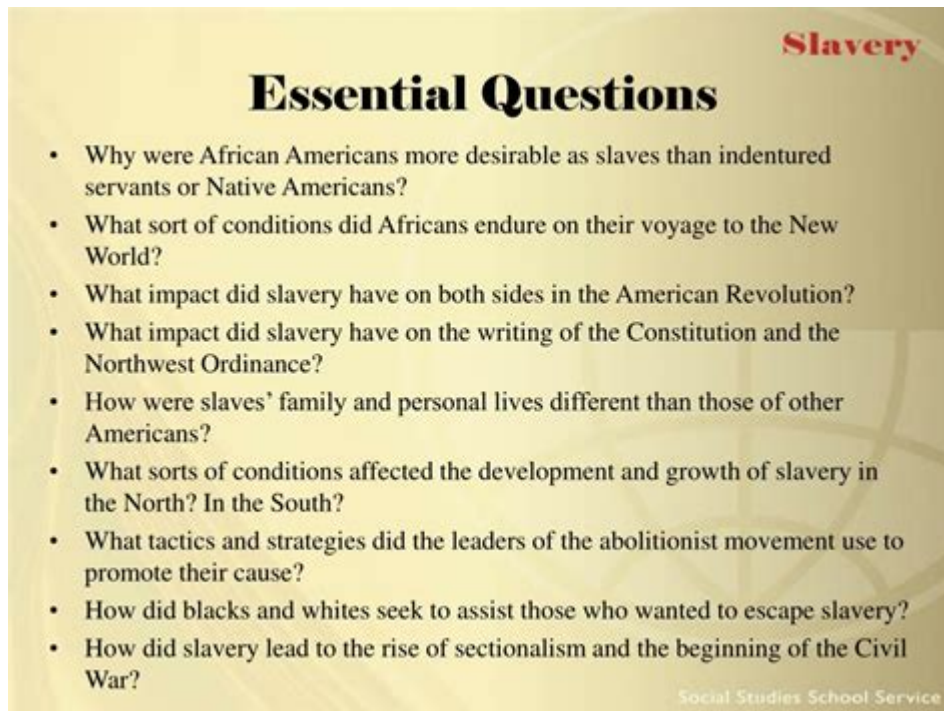 Slavery
Essential Questions
• Why were African Americans more desirable as slaves than indentured
servants or Native Americans?
• What sort of conditions did Africans endure on their voyage to the New
World?
• What impact did slavery have on both sides in the American Revolution?
• What impact did slavery have on the writing of the Constitution and the
Northwest Ordinance?
• How were slaves’ family and personal lives different than those of other
Americans?
• What sorts of conditions affected the development and growth of slavery in
the North? In the South?
• What tactics and strategies did the leaders of the abolitionist movement use to
promote their cause?
• How did blacks and whites seek to assist those who wanted to escape slavery?
• How did slavery lead to the rise of sectionalism and the beginning of the Civil
War?
Social Studies School Service